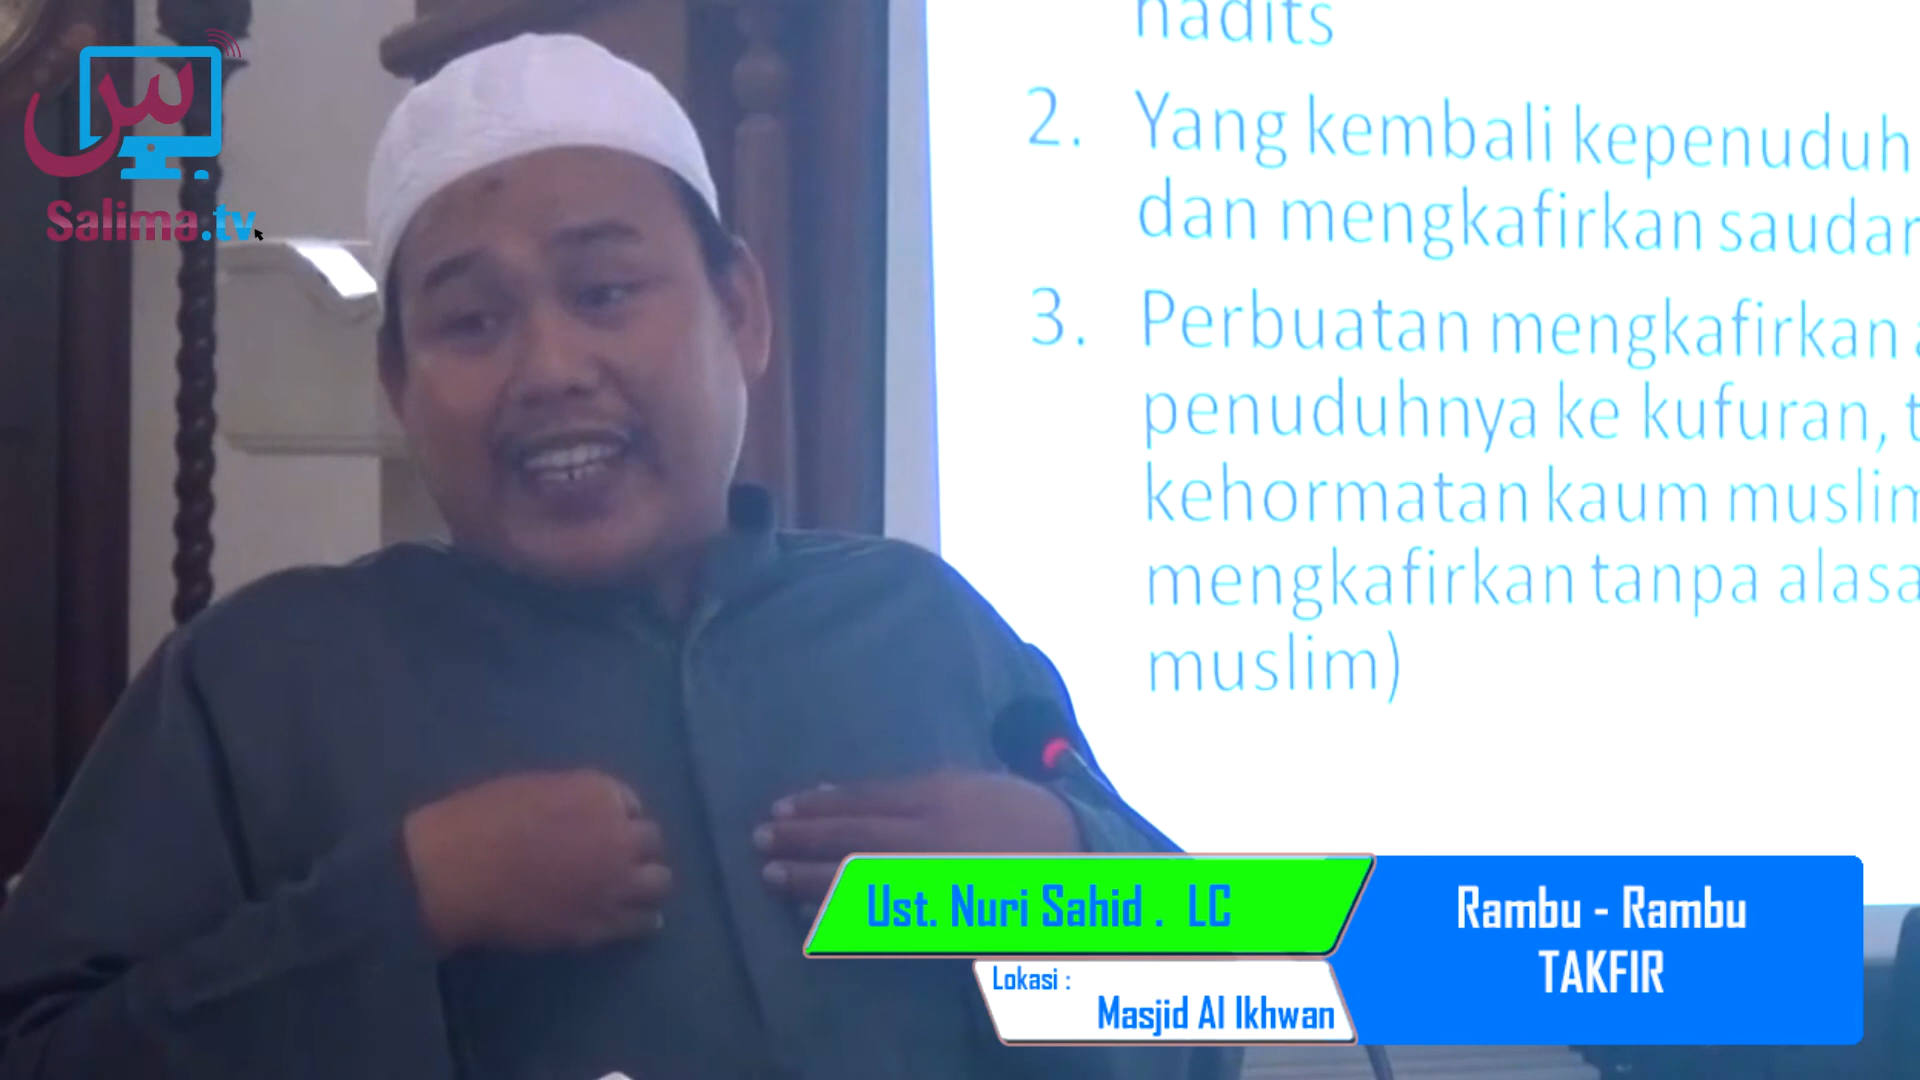 س
Salima.tv
hadits
2. Yang kembali kepenuduh
dan mengkafirkan saudar
3. Perbuatan mengkafirkan a
penuduhnya ke kufuran, t
kehormatan kaum muslim
mengkafirkan tanpa alasa
muslim)
Ust. Nuri Sahid . LC
Lokasi :
Masjid Al Ikhwan
Rambu - Rambu
TAKFIR